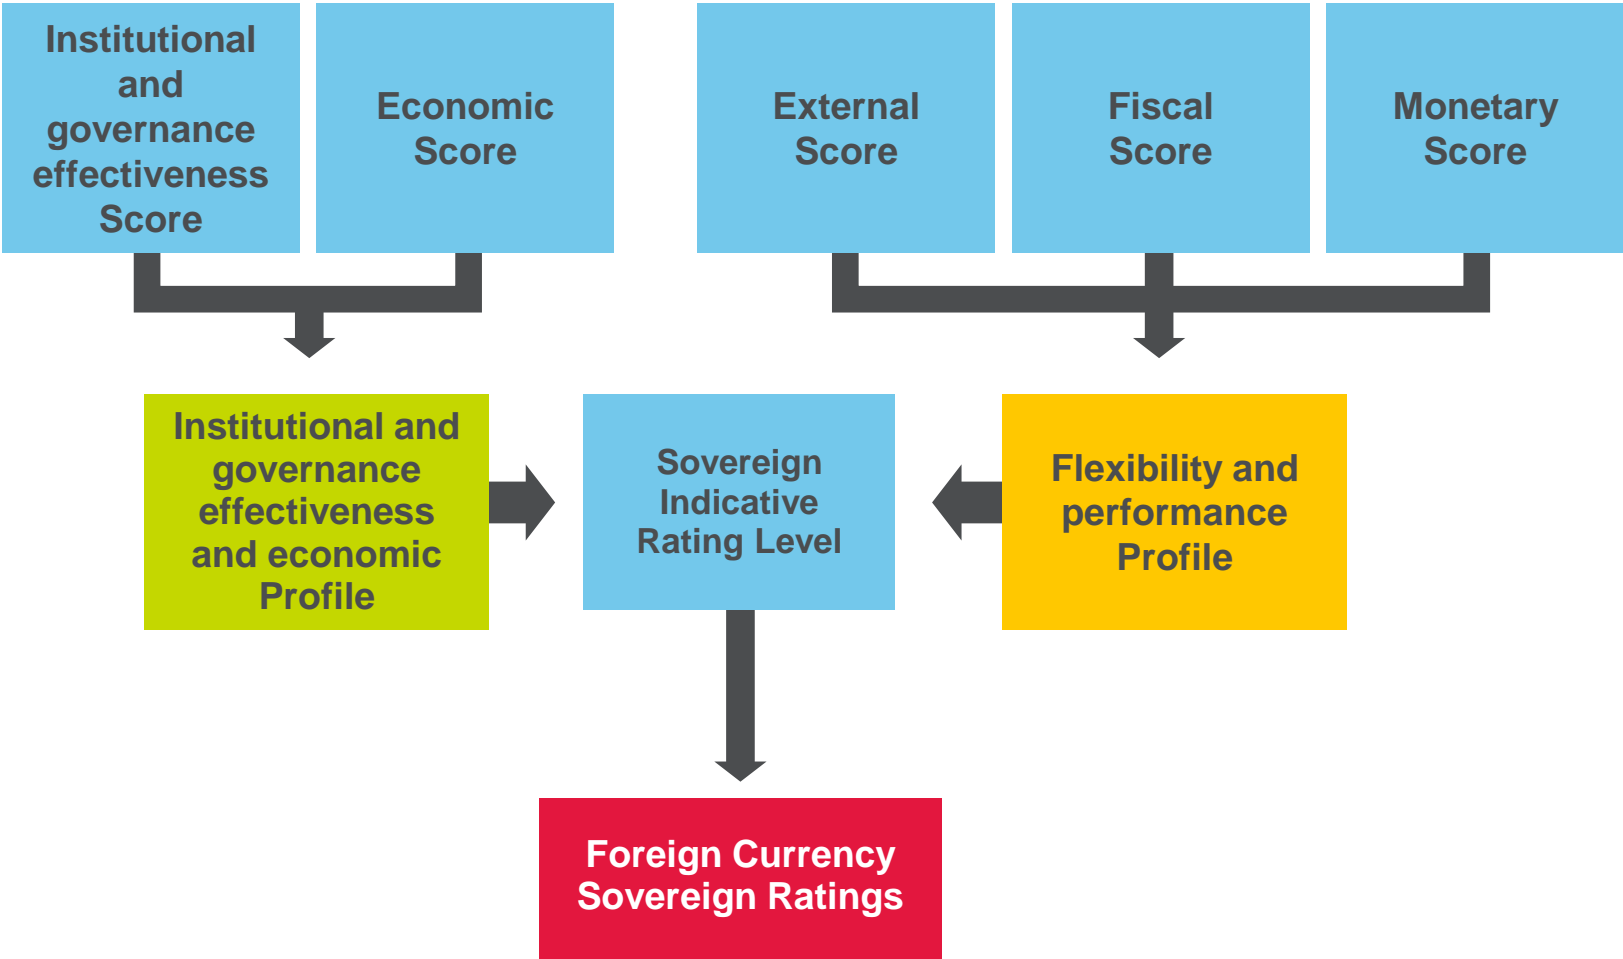 Institutional
and
governance
effectiveness
Score
Economic
Score
External
Score
Fiscal
Score
Monetary
Score
Institutional and
governance
effectiveness
and economic
Profile
Sovereign
Indicative
Rating Level
Flexibility and
performance
Profile
Foreign Currency
Sovereign Ratings